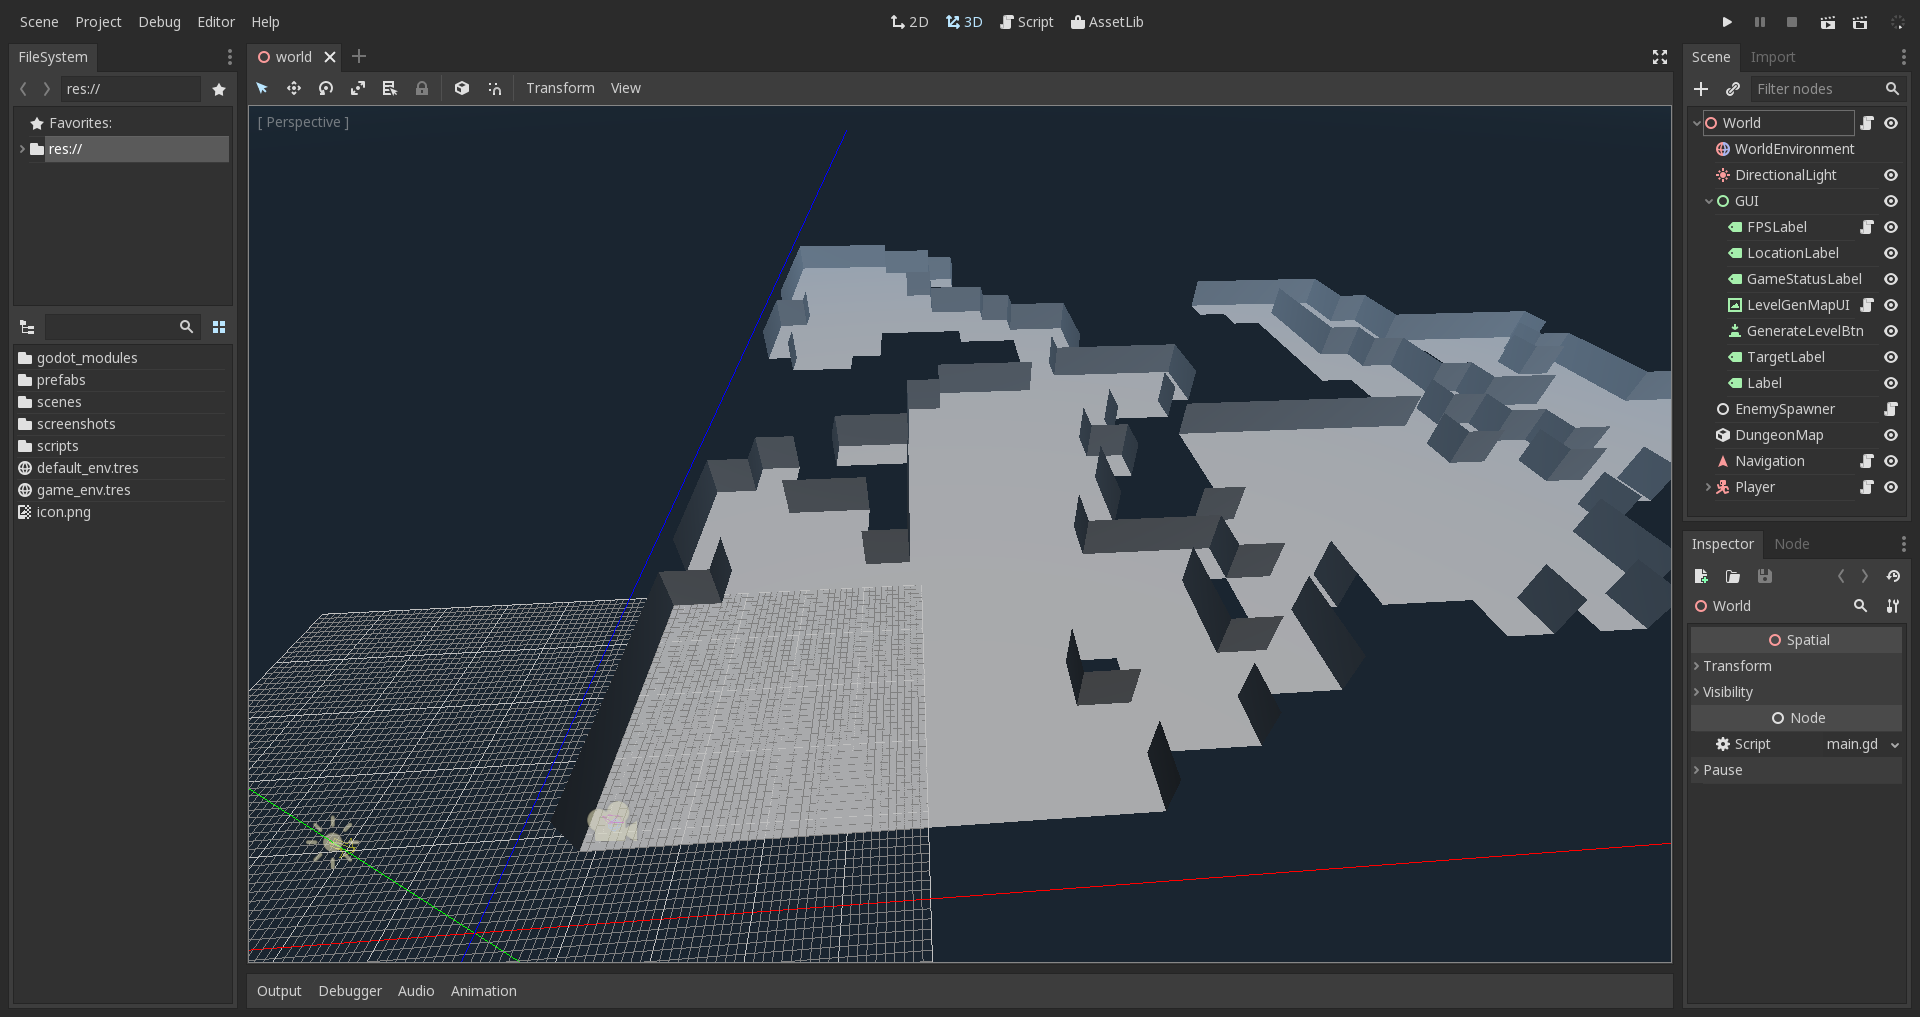 Scene Project Debug Editor Help
2D 3D Script AssetLib
FileSystem
res://
Favorites:
res://
godot_modules
prefabs
scenes
screenshots
scripts
default_env.tres
game_env.tres
icon.png
world
Transform View
[ Perspective ]
Output Debugger Audio Animation
Scene Import
Filter nodes
World
WorldEnvironment
DirectionalLight
GUI
FPSLabel
LocationLabel
GameStatusLabel
LevelGenMapUI
GenerateLevelBtn
TargetLabel
Label
EnemySpawner
DungeonMap
Navigation
Player
Inspector Node
World
Spatial
Transform
Visibility
Node
Script main.gd
Pause